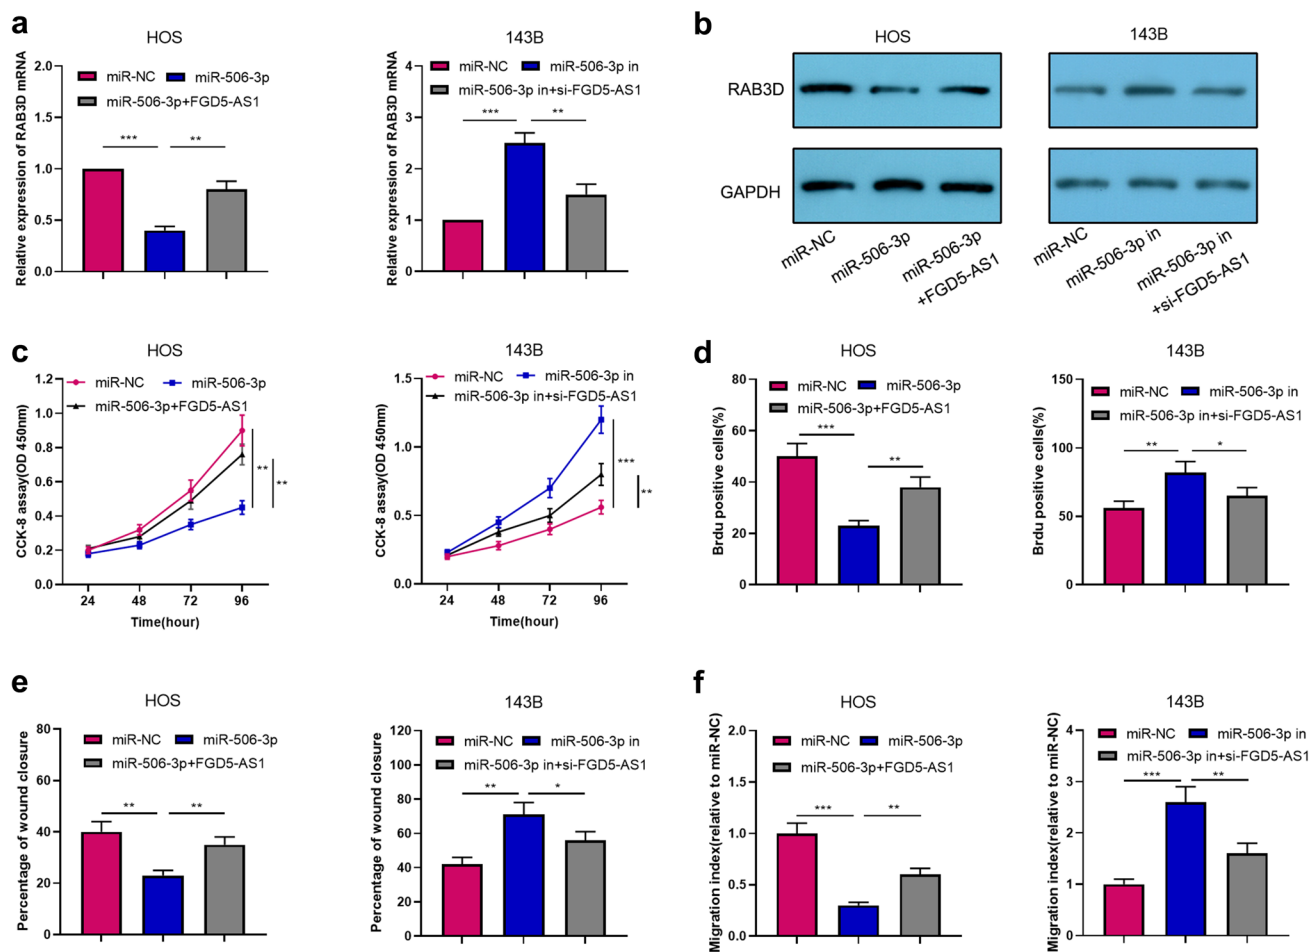 a
HOS
Relative expression of RAB3D mRNA
2.0
1.5
1.0
0.5
0.0
miR-NC miR-506-3p
miR-506-3p+FGD5-AS1
*** **
143B
Relative expression of RAB3D mRNA
4
3
2
1
0
miR-NC miR-506-3p in
miR-506-3p in+si-FGD5-AS1
*** **
b
HOS 143B
RAB3D
GAPDH
miR-NC
miR-506-3p
miR-506-3p
+FGD5-AS1
miR-NC
miR-506-3p in
miR-506-3p in
+si-FGD5-AS1
c
HOS
CCK-8 assay(OD 450nm)
1.2
1.0
0.8
0.6
0.4
0.2
0.0
miR-NC miR-506-3p
miR-506-3p+FGD5-AS1
**
**
24 48 72 96
Time(hour)
143B
CCK-8 assay(OD 450nm)
1.5
1.0
0.5
0.0
miR-NC miR-506-3p in
miR-506-3p in+si-FGD5-AS1
***
**
24 48 72 96
Time(hour)
d
HOS
Brdu positive cells(%)
80
60
40
20
0
miR-NC miR-506-3p
miR-506-3p+FGD5-AS1
*** **
143B
Brdu positive cells(%)
150
100
50
0
miR-NC miR-506-3p in
miR-506-3p in+si-FGD5-AS1
** *
e
HOS
Percentage of wound closure
80
60
40
20
0
miR-NC miR-506-3p
miR-506-3p+FGD5-AS1
** **
143B
Percentage of wound closure
120
100
80
60
40
20
0
miR-NC miR-506-3p in
miR-506-3p in+si-FGD5-AS1
** *
f
HOS
Migration index(relative to miR-NC)
2.0
1.5
1.0
0.5
0.0
miR-NC miR-506-3p
miR-506-3p+FGD5-AS1
*** **
143B
Migration index(relative to miR-NC)
4
3
2
1
0
miR-NC miR-506-3p in
miR-506-3p in+si-FGD5-AS1
*** **